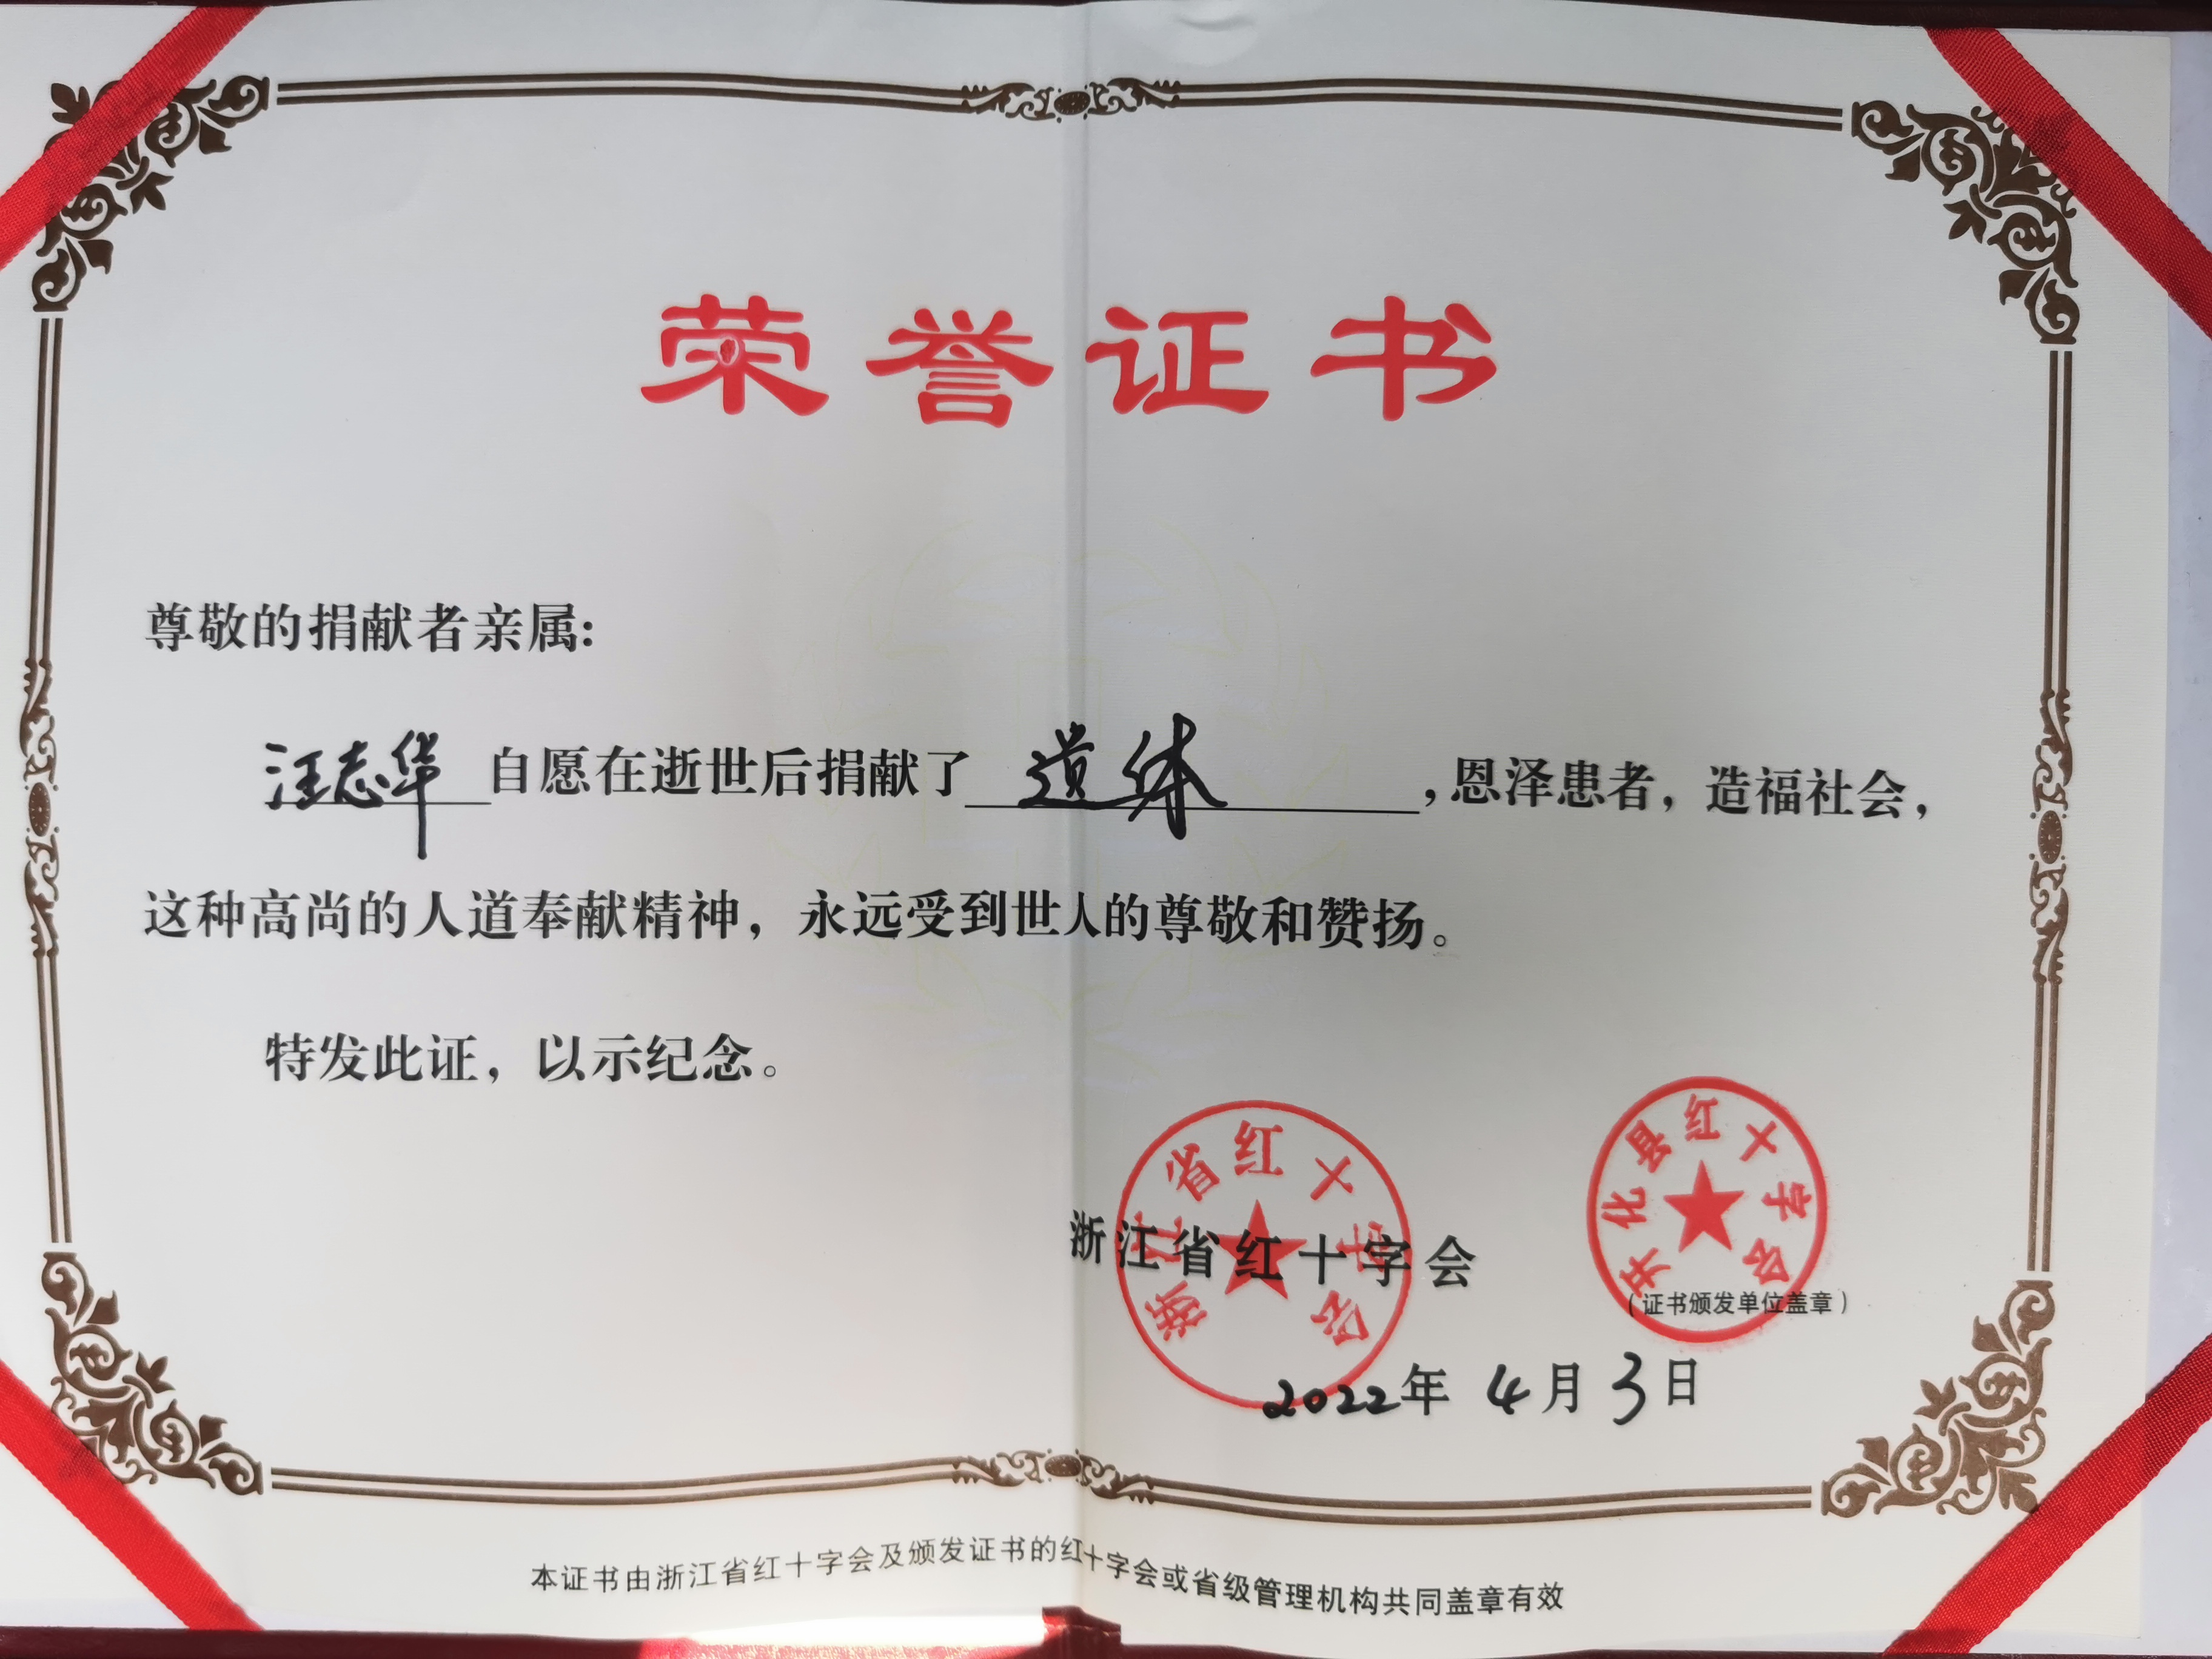 荣誉证书
尊敬的捐献者亲属:
汪志华 自愿在逝世后捐献了 遗体 ,恩泽患者，造福社会，
这种高尚的人道奉献精神，永远受到世人的尊敬和赞扬。
特发此证，以示纪念。
浙江省红十字会
浙江省红十字会
开化县红十字会
（证书颁发单位盖章）
2022年 4月 3日
本证书由浙江省红十字会及颁发证书的红十字会或省级管理机构共同盖章有效